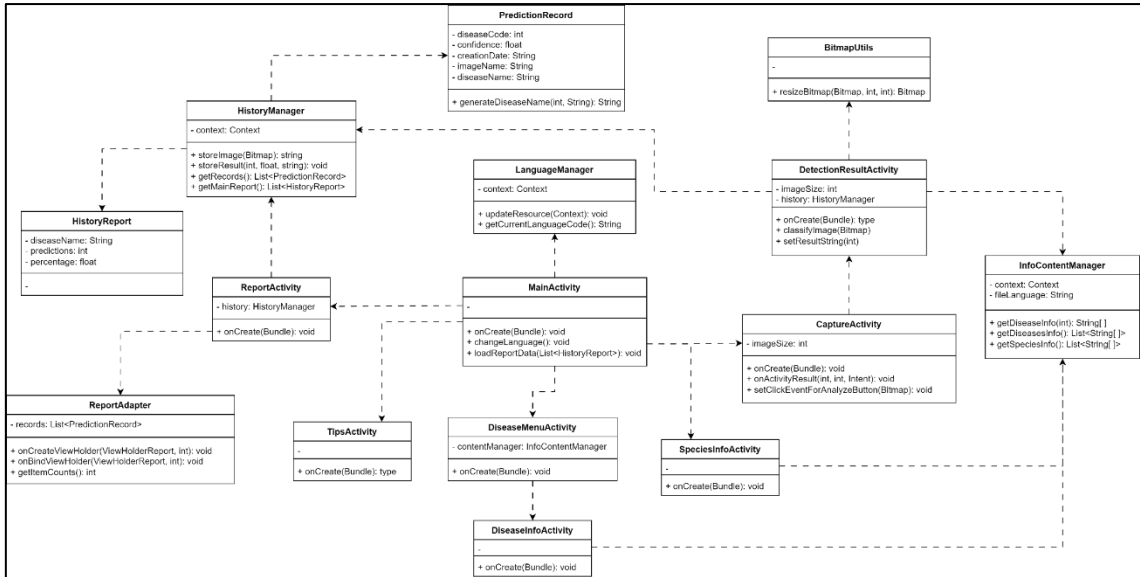 PredictionRecord
- diseaseCode: int
- confidence: float
- creationDate: String
- imageName: String
- diseaseName: String
+ generateDiseaseName(int, String): String
BitmapUtils
-
+ resizeBitmap(Bitmap, int, int): Bitmap
HistoryManager
- context: Context
+ storeImage(Bitmap): string
+ storeResult(int, float, string): void
+ getRecords(): List<PredictionRecord>
+ getMainReport(): List<HistoryReport>
LanguageManager
- context: Context
+ updateResource(Context): void
+ getCurrentLanguageCode(): String
DetectionResultActivity
- imageSize: int
- history: HistoryManager
+ onCreate(Bundle): type
+ classifyImage(Bitmap)
+ setResultString(int)
HistoryReport
- diseaseName: String
- predictions: int
- percentage: float
-
InfoContentManager
- context: Context
- fileLanguage: String
+ getDiseaseInfo(int): String[ ]
+ getDiseasesInfo(): List<String[ ]>
+ getSpeciesInfo(): List<String[ ]>
ReportActivity
- history: HistoryManager
+ onCreate(Bundle): void
MainActivity
-
+ onCreate(Bundle): void
+ changeLanguage(): void
+ loadReportData(List<HistoryReport>): void
CaptureActivity
- imageSize: int
+ onCreate(Bundle): void
+ onActivityResult(int, int, Intent): void
+ setClickEventForAnalyzeButton(Bitmap): void
ReportAdapter
- records: List<PredictionRecord>
+ onCreateViewHolder(ViewHolderReport, int): void
+ onBindViewHolder(ViewHolderReport, int): void
+ getItemCounts(): int
TipsActivity
-
+ onCreate(Bundle): type
DiseaseMenuActivity
- contentManager: InfoContentManager
+ onCreate(Bundle): void
SpeciesInfoActivity
-
+ onCreate(Bundle): void
DiseaseInfoActivity
-
+ onCreate(Bundle): void